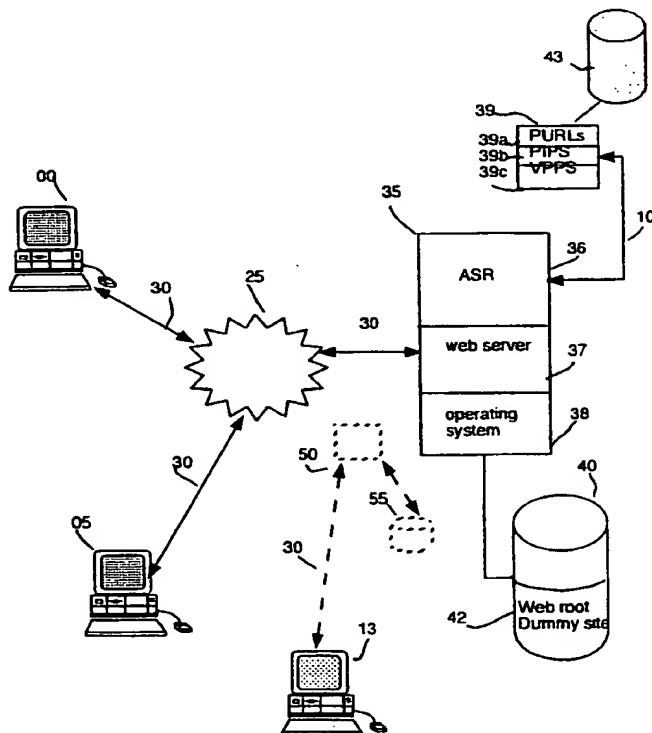 43
39
39a PURLs
39b PIPS
39c VPPS
00
35
10
36
ASR
25
30
30
web server
37
operating
system
38
50
30
55
40
05
30
Web root
42
Dummy site
13